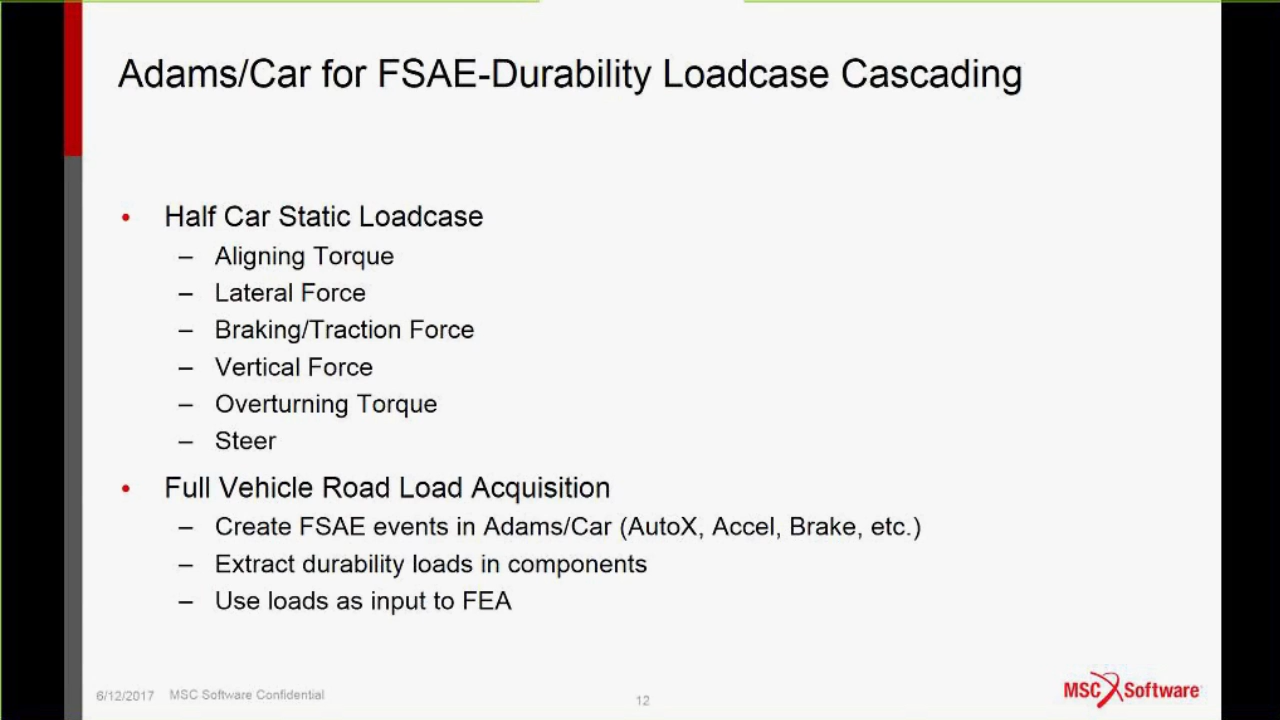 Adams/Car for FSAE-Durability Loadcase Cascading
• Half Car Static Loadcase
– Aligning Torque
– Lateral Force
– Braking/Traction Force
– Vertical Force
– Overturning Torque
– Steer
• Full Vehicle Road Load Acquisition
– Create FSAE events in Adams/Car (AutoX, Accel, Brake, etc.)
– Extract durability loads in components
– Use loads as input to FEA
6/12/2017 MSC Software Confidential
12
MSC Software